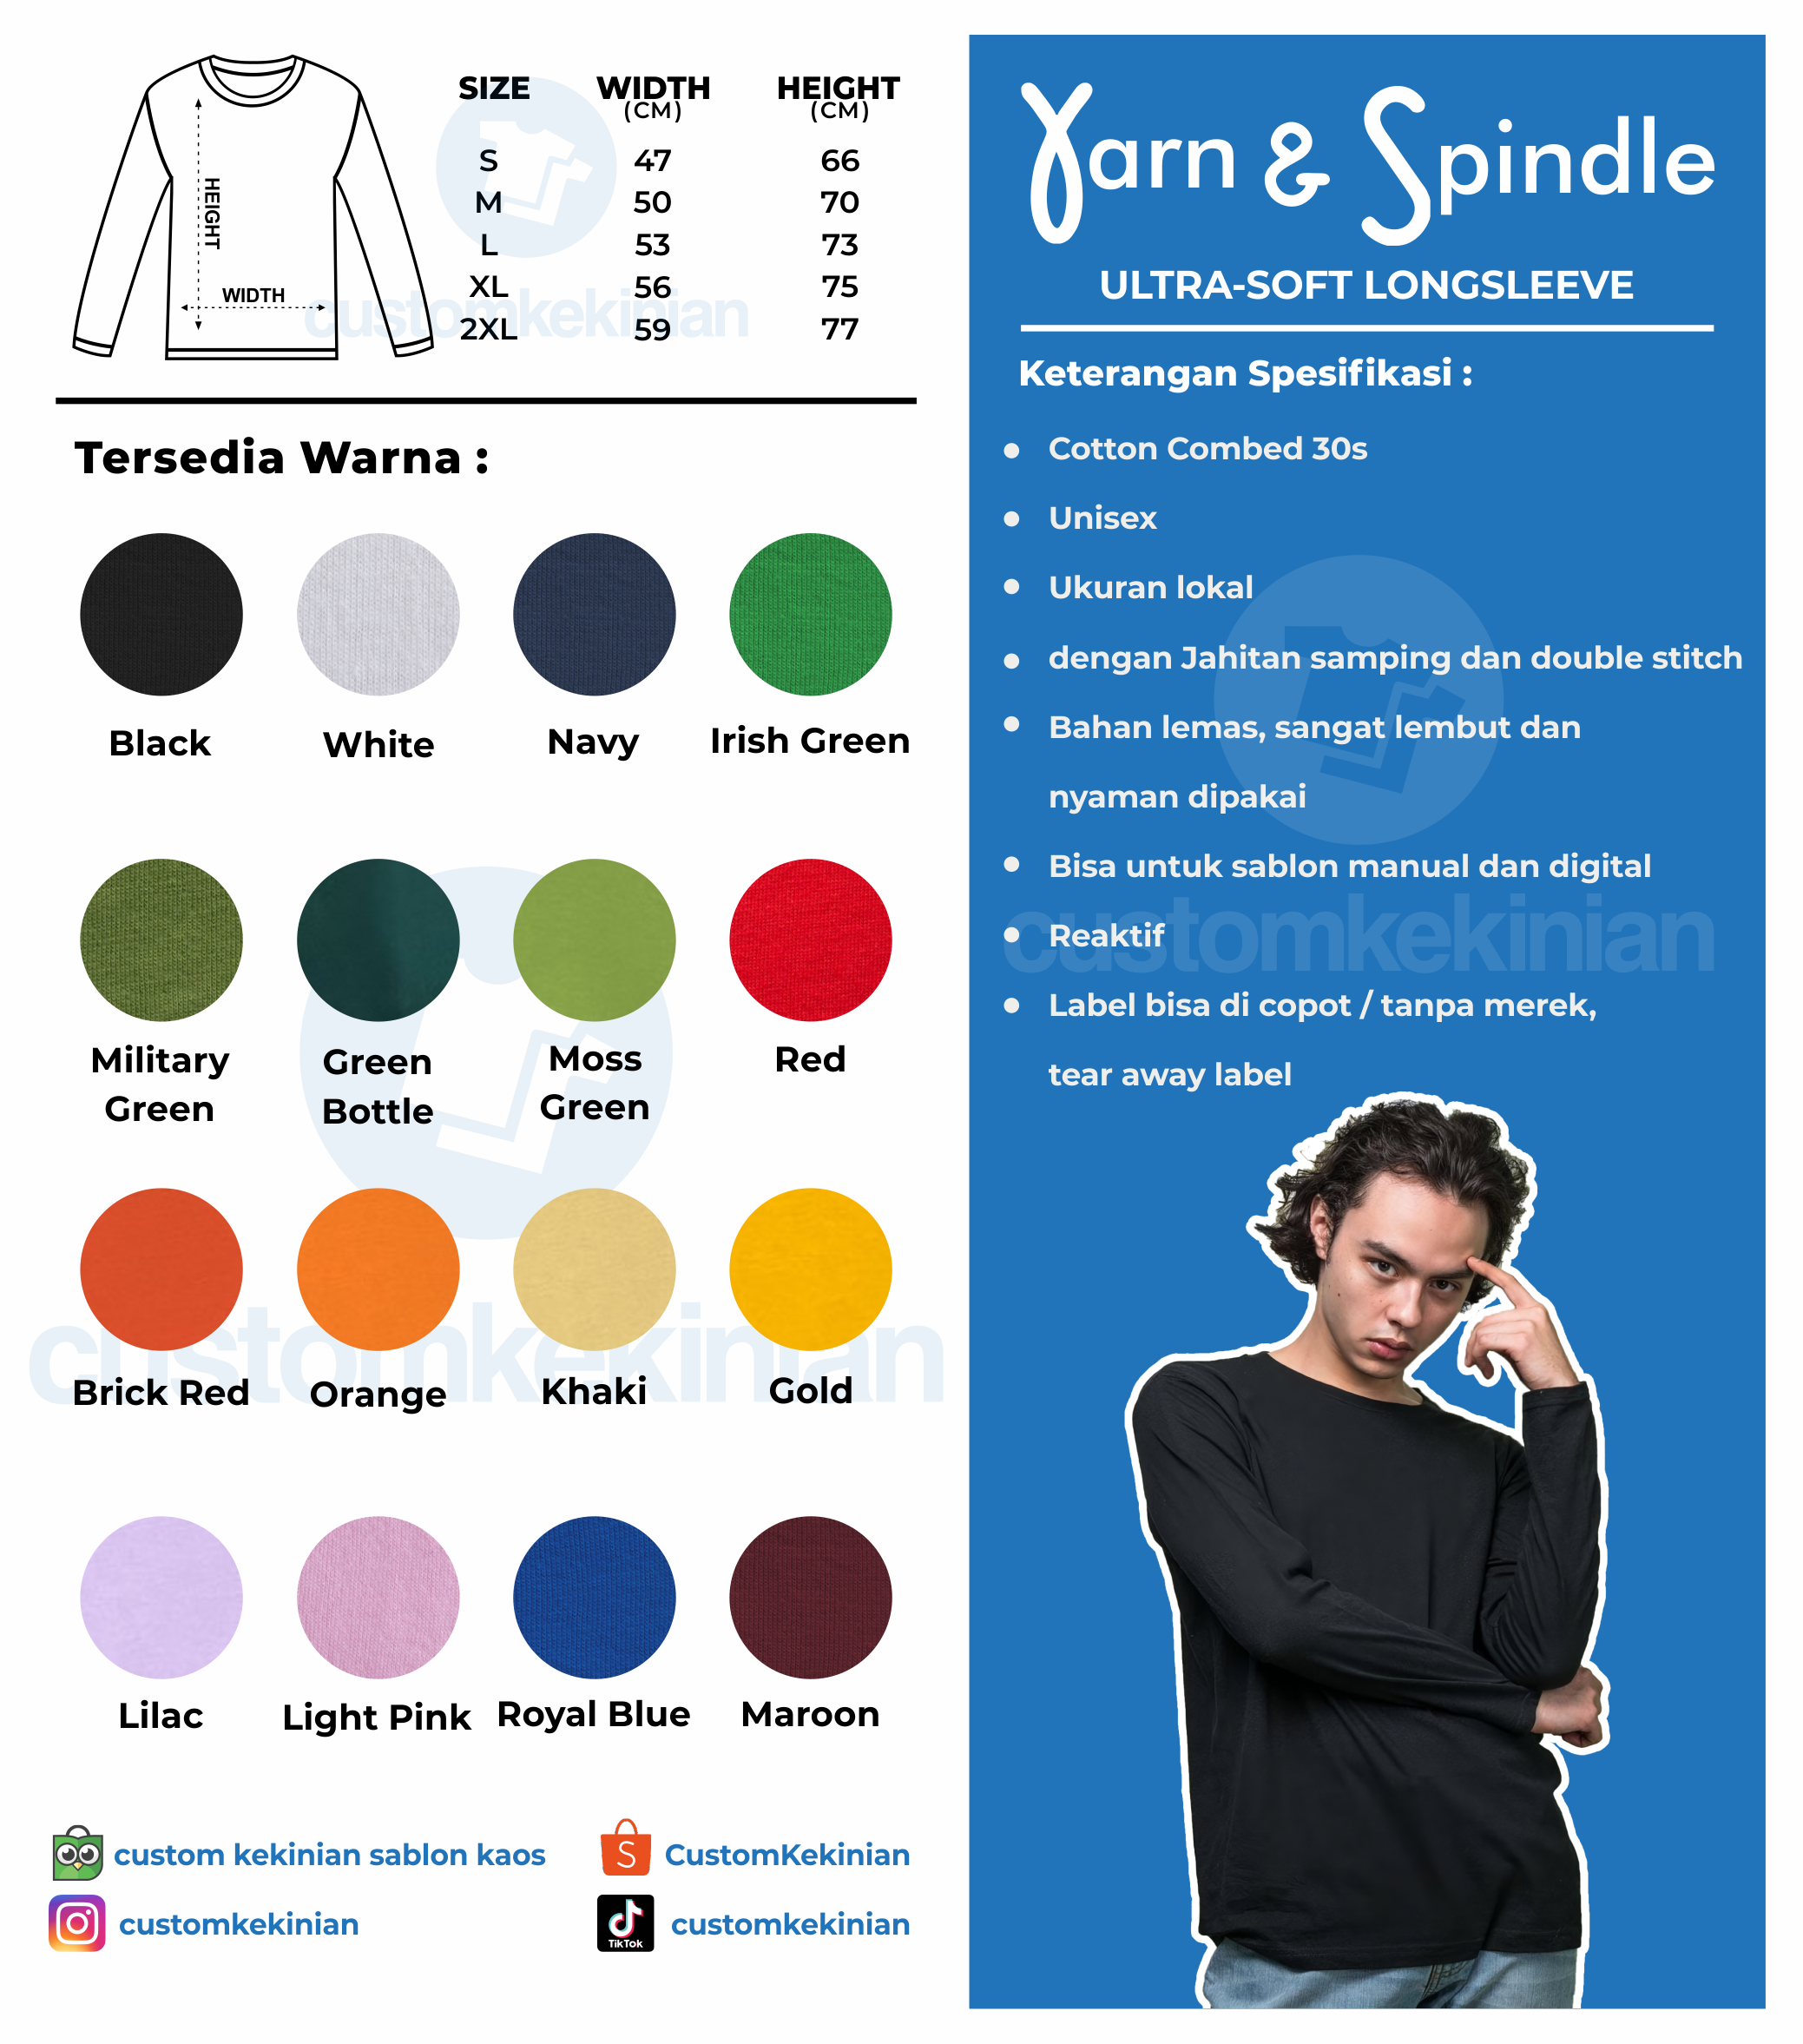 SIZE WIDTH HEIGHT
(CM) (CM)
S 47 66
M 50 70
L 53 73
XL 56 75
2XL 59 77
HEIGHT
WIDTH
customkekinian
Tersedia Warna :
Black White Navy Irish Green
Military Green Moss Red
Green Bottle Green
Brick Red Orange Khaki Gold
customkekinian
Lilac Light Pink Royal Blue Maroon
custom kekinian sablon kaos
S CustomKekinian
customkekinian
TikTok customkekinian
Yarn & Spindle
ULTRA-SOFT LONGSLEEVE
Keterangan Spesifikasi :
• Cotton Combed 30s
• Unisex
• Ukuran lokal
• dengan Jahitan samping dan double stitch
• Bahan lemas, sangat lembut dan
nyaman dipakai
• Bisa untuk sablon manual dan digital
• Reaktif
customkekinian
• Label bisa di copot / tanpa merek,
tear away label